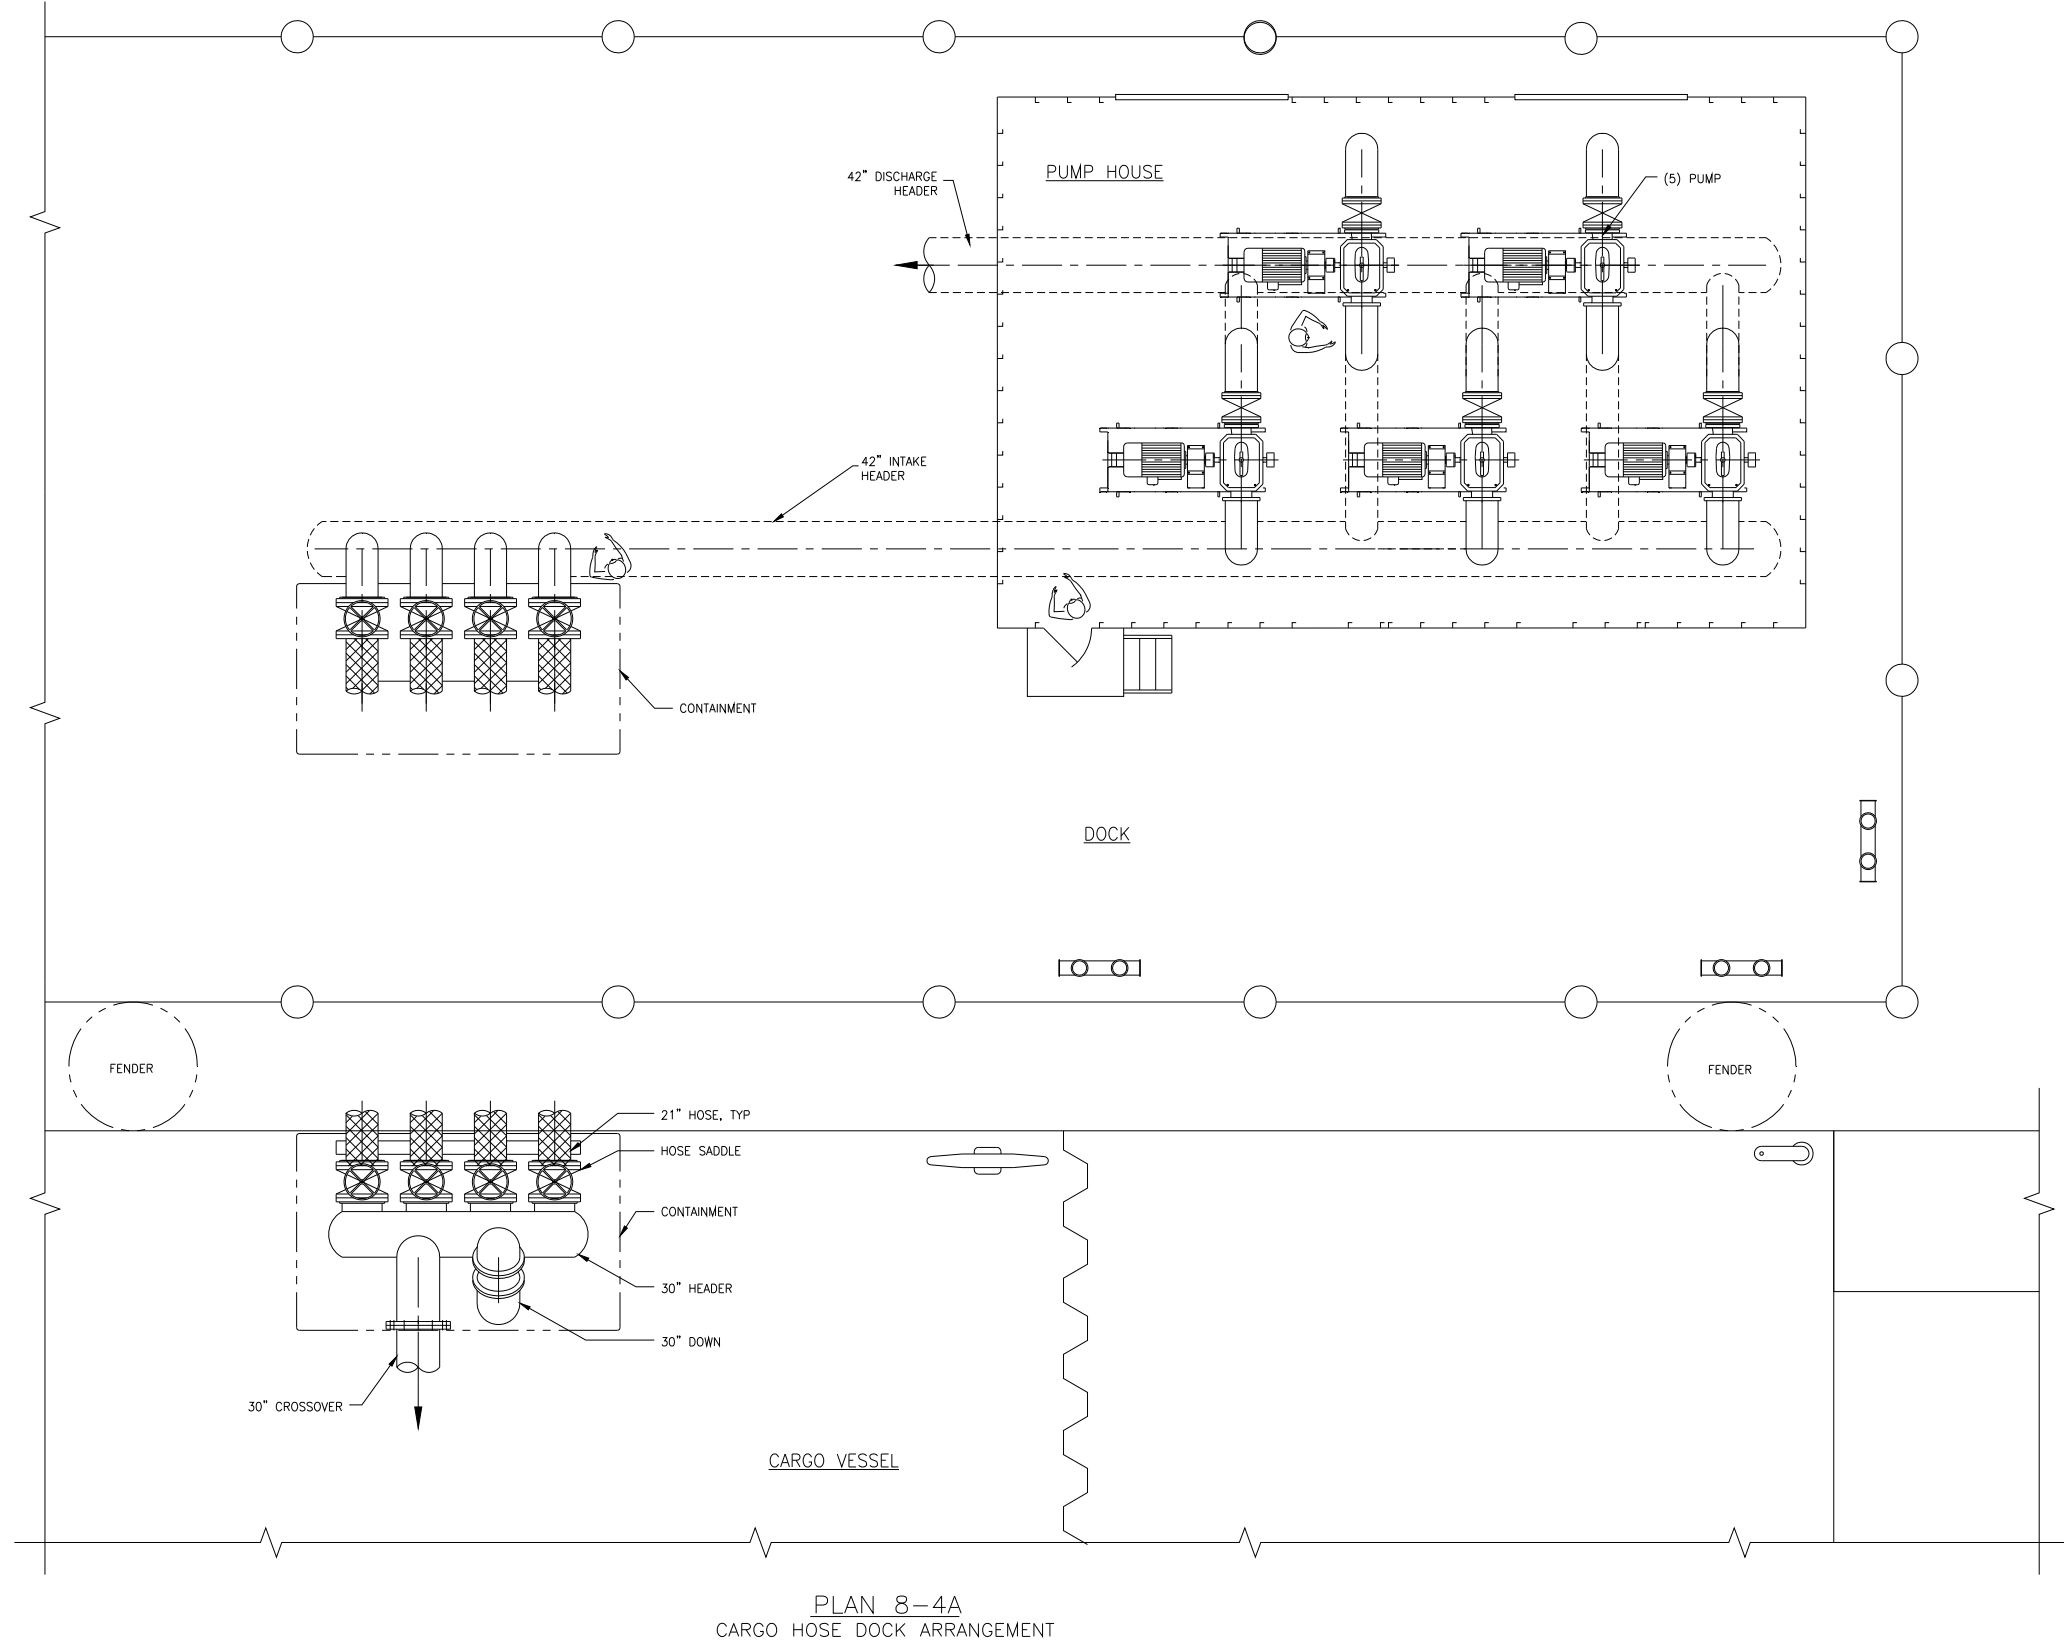 PUMP HOUSE
42" DISCHARGE
HEADER
(5) PUMP
42" INTAKE
HEADER
CONTAINMENT
DOCK
FENDER
FENDER
21" HOSE, TYP
HOSE SADDLE
CONTAINMENT
30" HEADER
30" DOWN
30" CROSSOVER
CARGO VESSEL
PLAN 8-4A
CARGO HOSE DOCK ARRANGEMENT